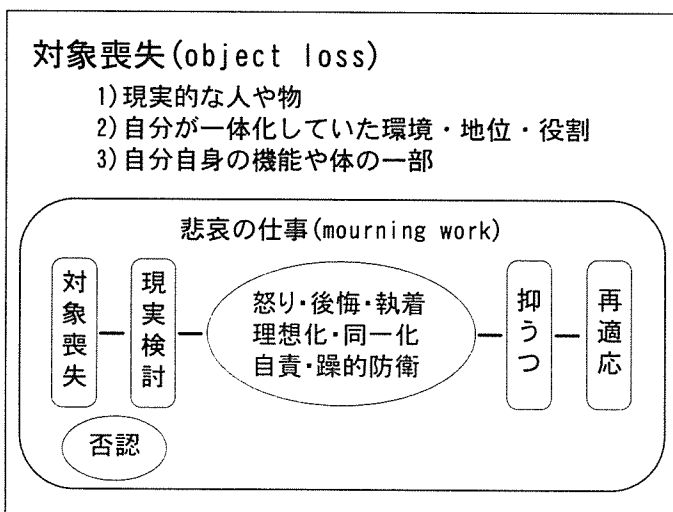 対象喪失(object loss)
1)現実的な人や物
2)自分が一体化していた環境・地位・役割
3)自分自身の機能や体の一部
悲哀の仕事(mourning work)
対象喪失
現実検討
怒り・後悔・執着
理想化・同一化
自責・躁的防衛
抑うつ
再適応
否認